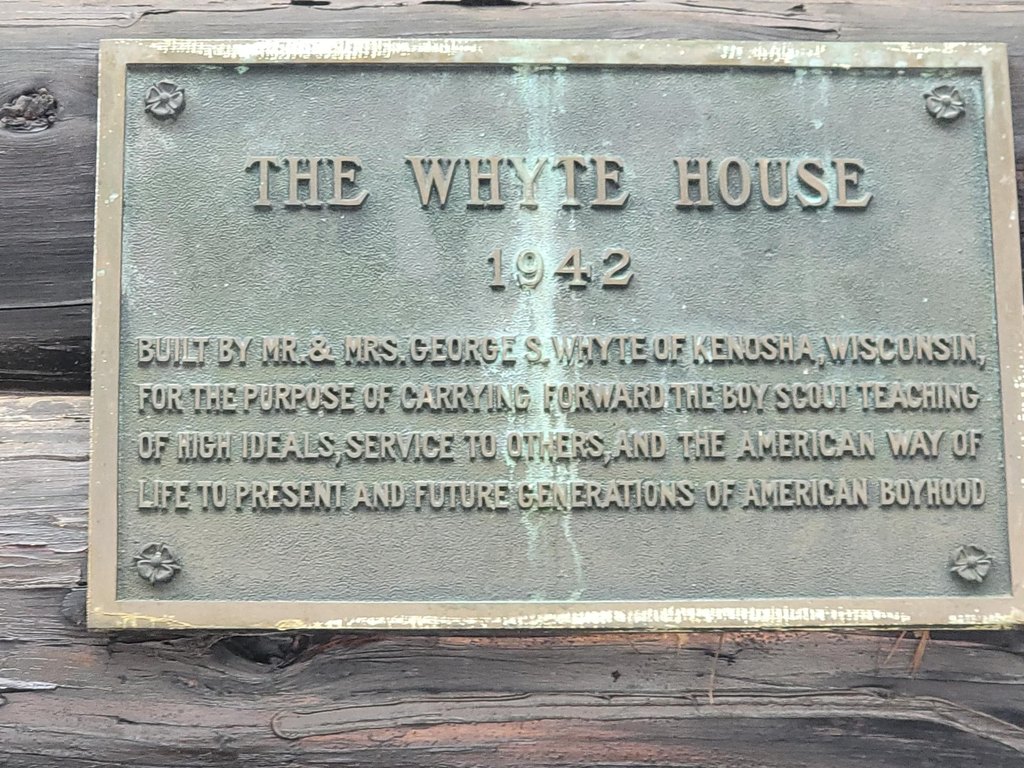 THE WHYTE HOUSE
1942
BUILT BY MR. & MRS. GEORGE S. WHYTE OF KENOSHA, WISCONSIN,
FOR THE PURPOSE OF CARRYING FORWARD THE BOY SCOUT TEACHING
OF HIGH IDEALS, SERVICE TO OTHERS, AND THE AMERICAN WAY OF
LIFE TO PRESENT AND FUTURE GENERATIONS OF AMERICAN BOYHOOD